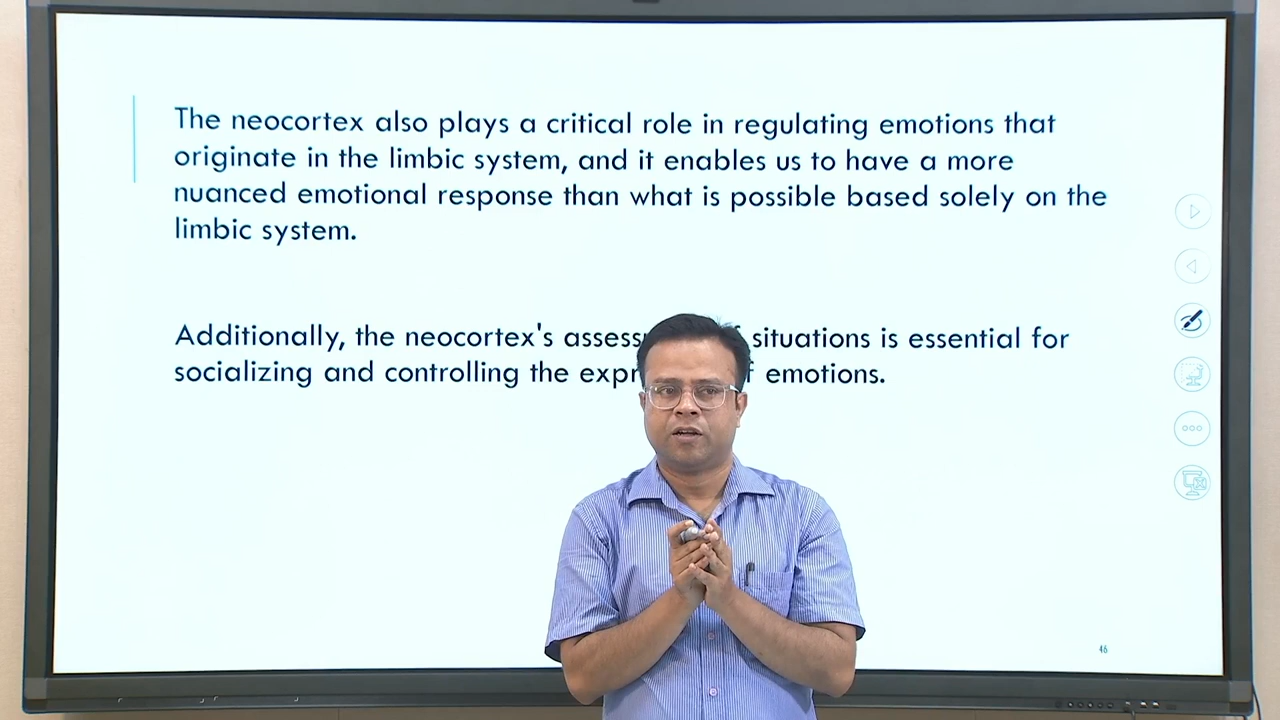 The neocortex also plays a critical role in regulating emotions that
originate in the limbic system, and it enables us to have a more
nuanced emotional response than what is possible based solely on the
limbic system.
Additionally, the neocortex's situations is essential for
socializing and controlling the emotions.
46